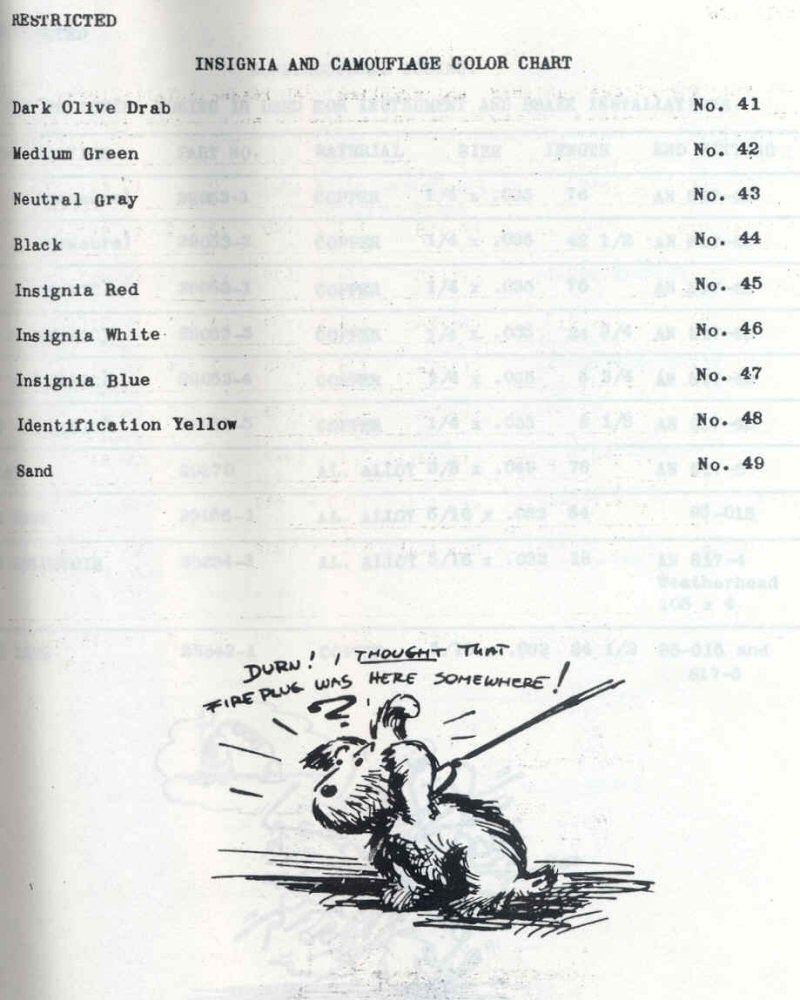 RESTRICTED
INSIGNIA AND CAMOUFLAGE COLOR CHART
Dark Olive Drab No. 41
Medium Green No. 42
Neutral Gray No. 43
Black No. 44
Insignia Red No. 45
Insignia White No. 46
Insignia Blue No. 47
Identification Yellow No. 48
Sand No. 49
DURN! I THOUGHT THAT
FIRE PLUG WAS HERE SOMEWHERE!
?